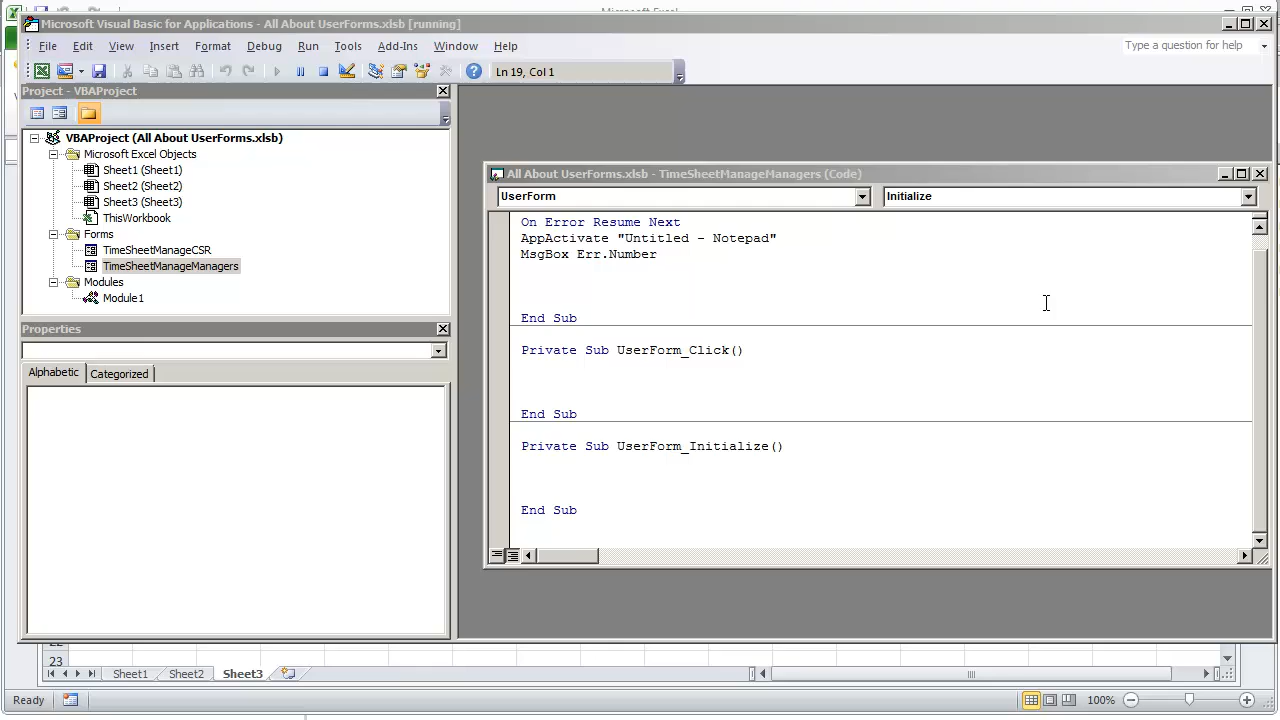 Microsoft Excel
Microsoft Visual Basic for Applications - All About UserForms.xlsb [running]
File Edit View Insert Format Debug Run Tools Add-Ins Window Help
Type a question for help
Ln 19, Col 1
Project - VBAProject
VBAProject (All About UserForms.xlsb)
Microsoft Excel Objects
Sheet1 (Sheet1)
Sheet2 (Sheet2)
Sheet3 (Sheet3)
ThisWorkbook
Forms
TimeSheetManageCSR
TimeSheetManageManagers
Modules
Module1
Properties
Alphabetic Categorized
All About UserForms.xlsb - TimeSheetManageManagers (Code)
UserForm Initialize
On Error Resume Next
AppActivate "Untitled - Notepad"
MsgBox Err.Number
End Sub
Private Sub UserForm_Click()
End Sub
Private Sub UserForm_Initialize()
End Sub
23
Sheet1 Sheet2 Sheet3
Ready 100%